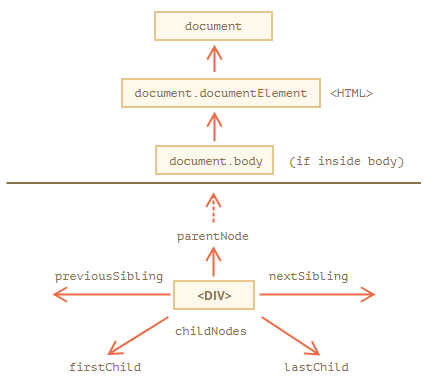 document
document.documentElement <HTML>
document.body (if inside body)
parentNode
previousSibling nextSibling
<DIV>
childNodes
firstChild lastChild